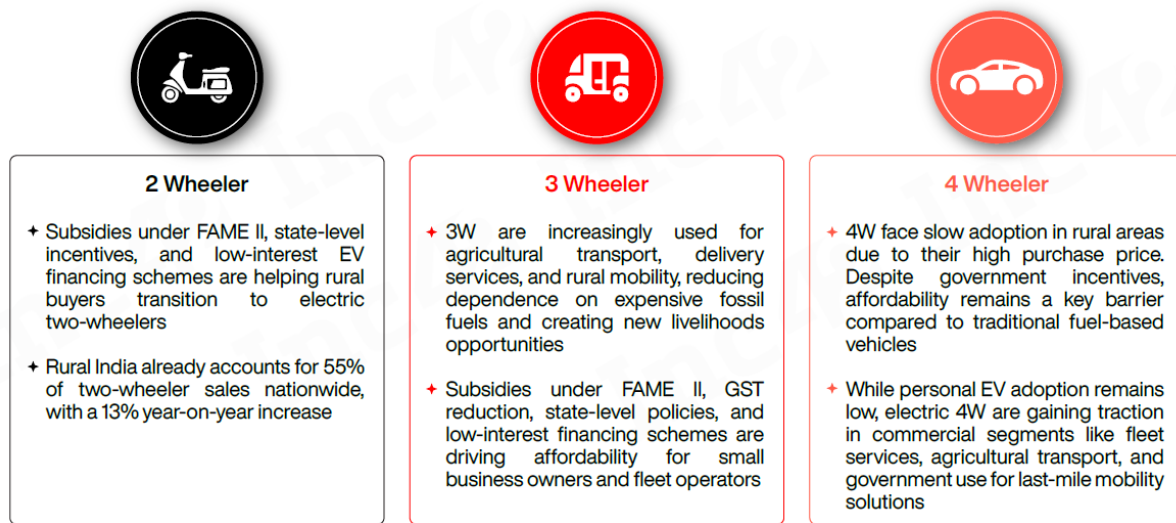 2 Wheeler
Subsidies under FAME II, state-level
incentives, and low-interest EV
financing schemes are helping rural
buyers transition to electric
two-wheelers
Rural India already accounts for 55%
of two-wheeler sales nationwide,
with a 13% year-on-year increase
3 Wheeler
3W are increasingly used for
agricultural transport, delivery
services, and rural mobility, reducing
dependence on expensive fossil
fuels and creating new livelihoods
opportunities
Subsidies under FAME II, GST
reduction, state-level policies, and
low-interest financing schemes are
driving affordability for small
business owners and fleet operators
4 Wheeler
4W face slow adoption in rural areas
due to their high purchase price.
Despite government incentives,
affordability remains a key barrier
compared to traditional fuel-based
vehicles
While personal EV adoption remains
low, electric 4W are gaining traction
in commercial segments like fleet
services, agricultural transport, and
government use for last-mile mobility
solutions